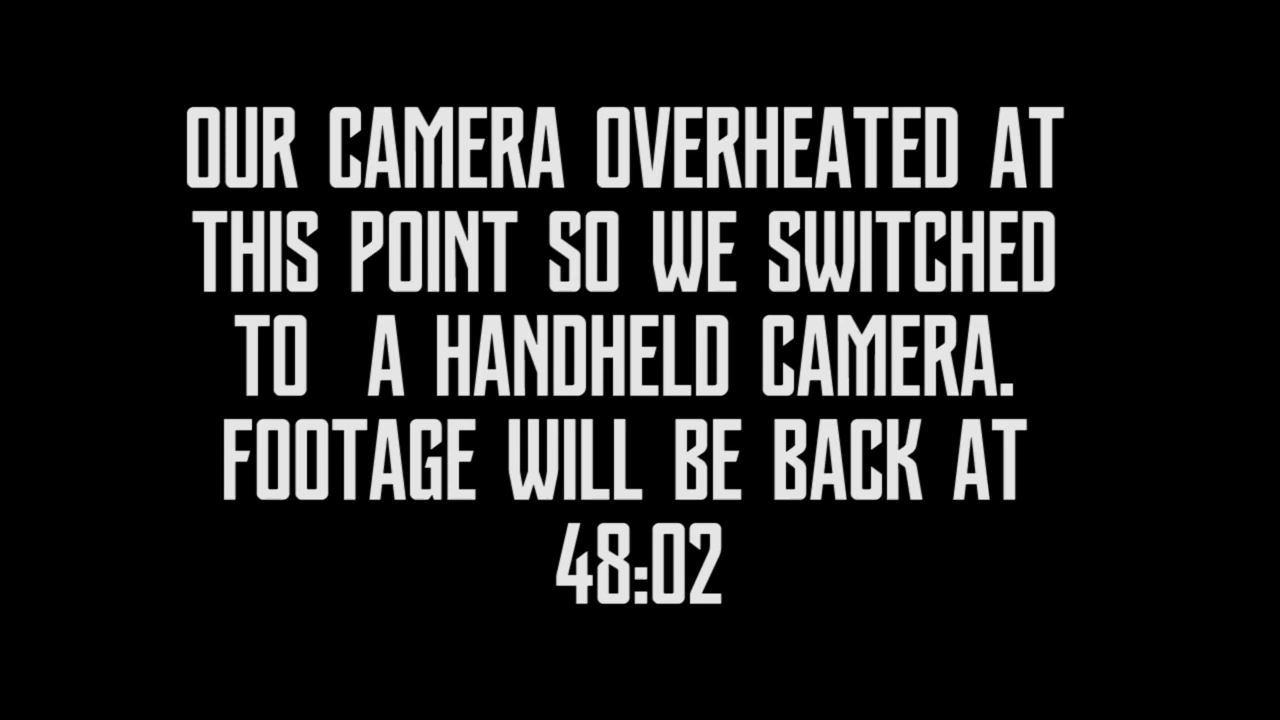 OUR CAMERA OVERHEATED AT
THIS POINT SO WE SWITCHED
TO A HANDHELD CAMERA.
FOOTAGE WILL BE BACK AT
48:02